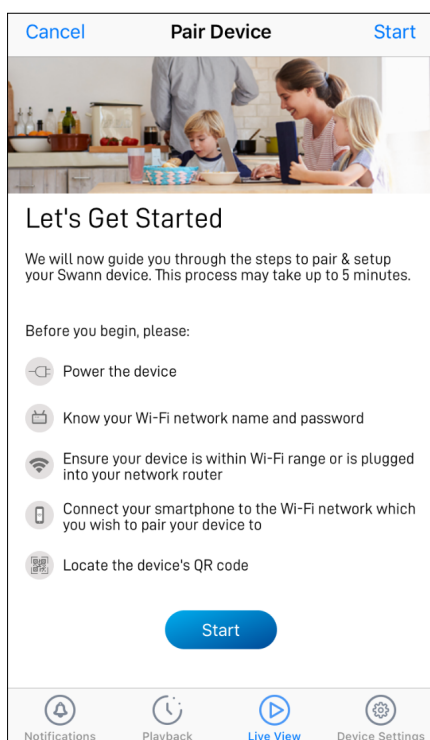 Cancel Pair Device Start
Let's Get Started
We will now guide you through the steps to pair & setup
your Swann device. This process may take up to 5 minutes.
Before you begin, please:
Power the device
Know your Wi-Fi network name and password
Ensure your device is within Wi-Fi range or is plugged
into your network router
Connect your smartphone to the Wi-Fi network which
you wish to pair your device to
Locate the device's QR code
Start
Notifications Playback Live View Device Settings